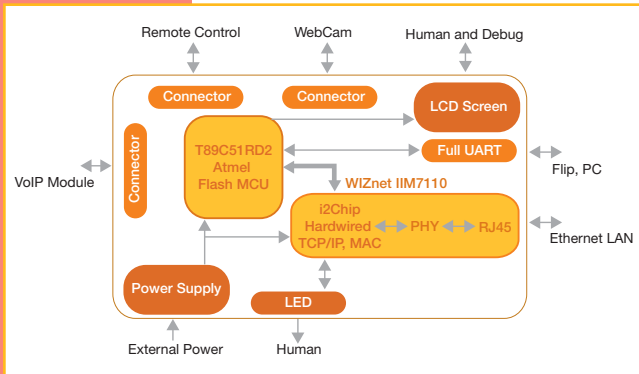 Remote Control
WebCam
Human and Debug
Connector
Connector
LCD Screen
Connector
T89C51RD2
Atmel
Flash MCU
Full UART
VoIP Module
Flip, PC
WIZnet IIM7110
i2Chip
Hardwired
TCP/IP, MAC
PHY
RJ45
Ethernet LAN
Power Supply
LED
External Power
Human